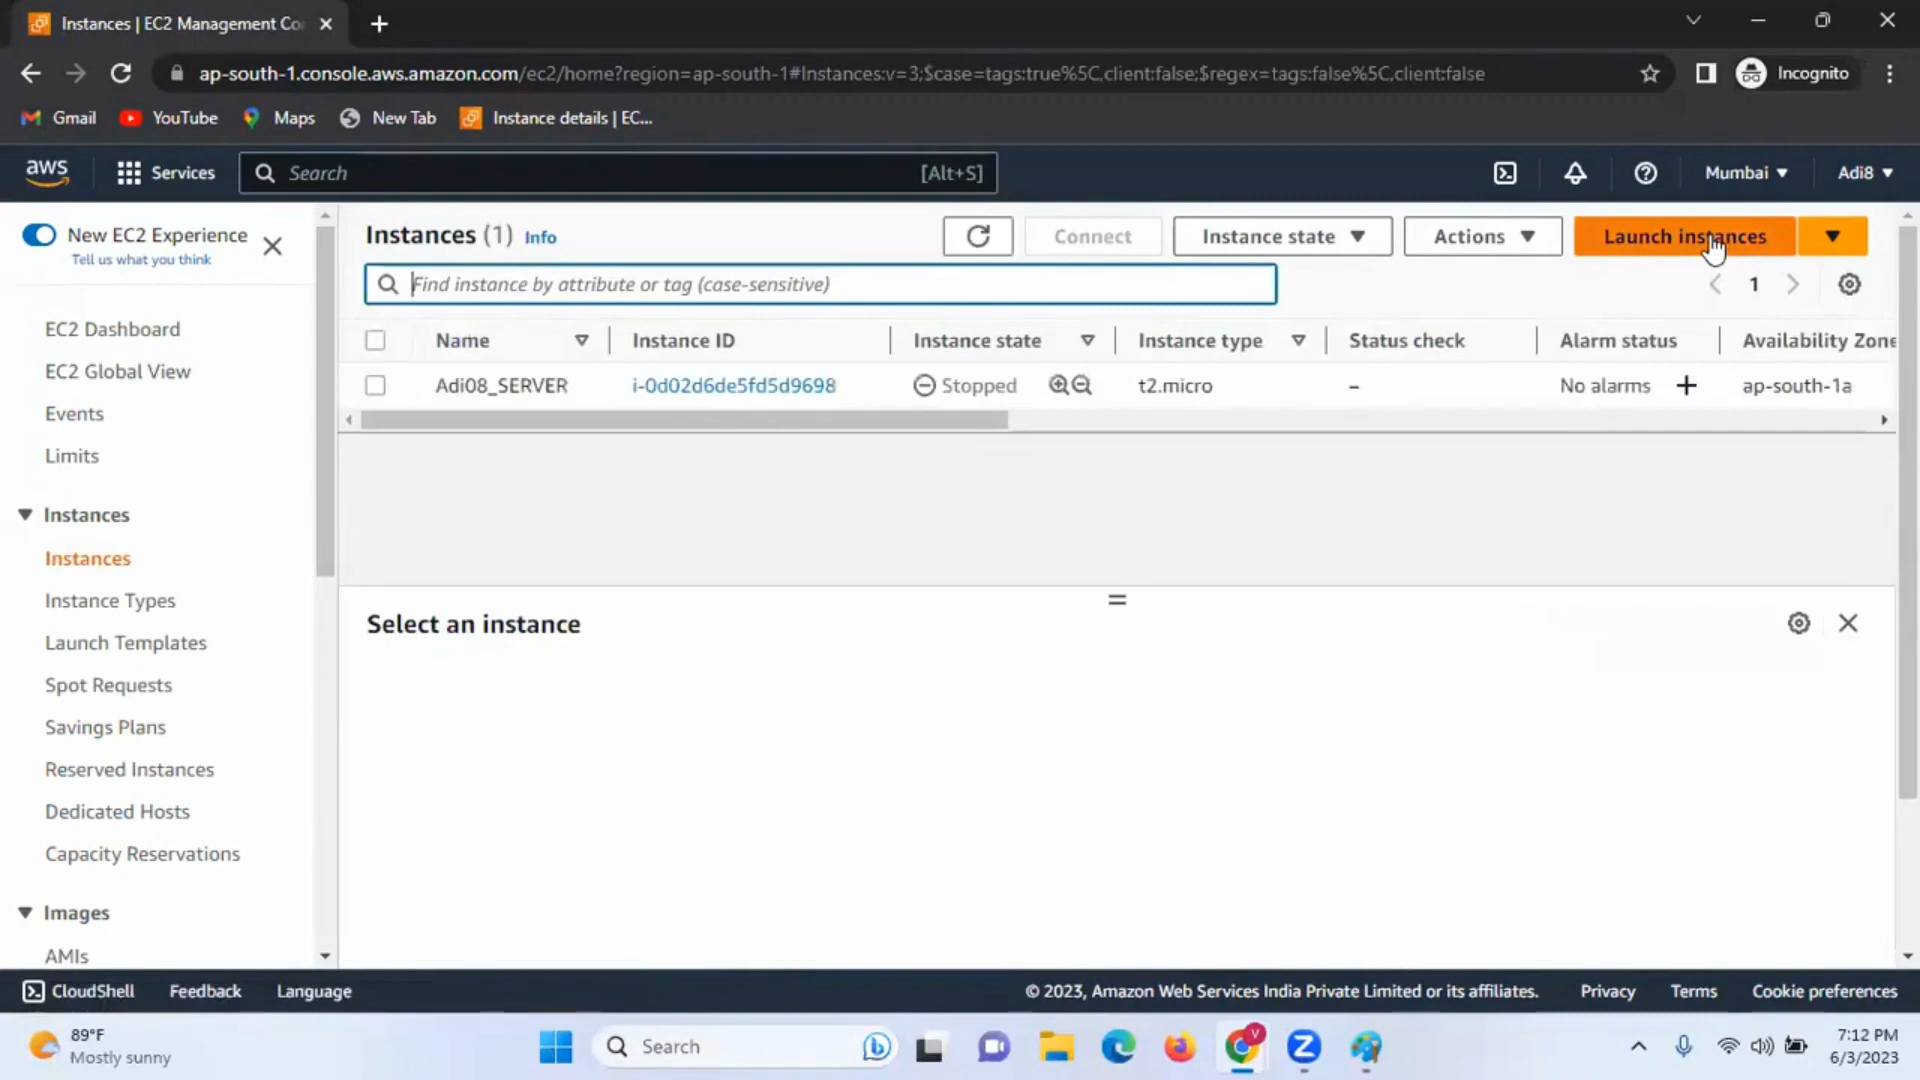 Instances | EC2 Management Co
ap-south-1.console.aws.amazon.com/ec2/home?region=ap-south-1#Instances:v=3;$case=tags:true%5C,client:false;$regex=tags:false%5C,client:false
Incognito
Gmail
YouTube
Maps
New Tab
Instance details | EC...
aws
Services
Search
[Alt+S]
Mumbai
Adi8
New EC2 Experience
Tell us what you think
EC2 Dashboard
EC2 Global View
Events
Limits
Instances
Instances
Instance Types
Launch Templates
Spot Requests
Savings Plans
Reserved Instances
Dedicated Hosts
Capacity Reservations
Images
AMIs
Instances (1) Info
Connect
Instance state
Actions
Launch instances
Find instance by attribute or tag (case-sensitive)
1
Name Instance ID Instance state Instance type Status check Alarm status Availability Zone
Adi08_SERVER i-0d02d6de5fd5d9698 Stopped t2.micro – No alarms + ap-south-1a
Select an instance
CloudShell
Feedback
Language
© 2023, Amazon Web Services India Private Limited or its affiliates.
Privacy
Terms
Cookie preferences
89°F
Mostly sunny
Search
V
Z
7:12 PM
6/3/2023